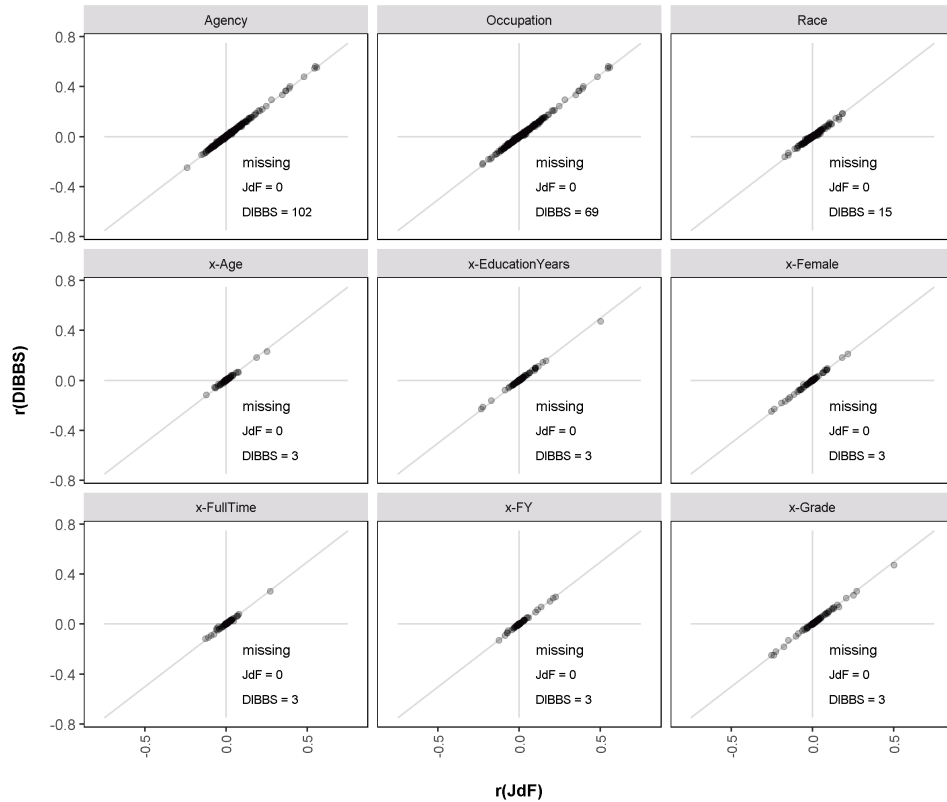 Agency
Occupation
Race
0.8
0.4
0.0
-0.4
-0.8
missing
JdF = 0
DIBBS = 102
missing
JdF = 0
DIBBS = 69
missing
JdF = 0
DIBBS = 15
x-Age
x-EducationYears
x-Female
0.8
0.4
0.0
-0.4
-0.8
missing
JdF = 0
DIBBS = 3
missing
JdF = 0
DIBBS = 3
missing
JdF = 0
DIBBS = 3
r(DIBBS)
x-FullTime
x-FY
x-Grade
0.8
0.4
0.0
-0.4
-0.8
missing
JdF = 0
DIBBS = 3
missing
JdF = 0
DIBBS = 3
missing
JdF = 0
DIBBS = 3
-0.5
0.0
0.5
-0.5
0.0
0.5
-0.5
0.0
0.5
r(JdF)